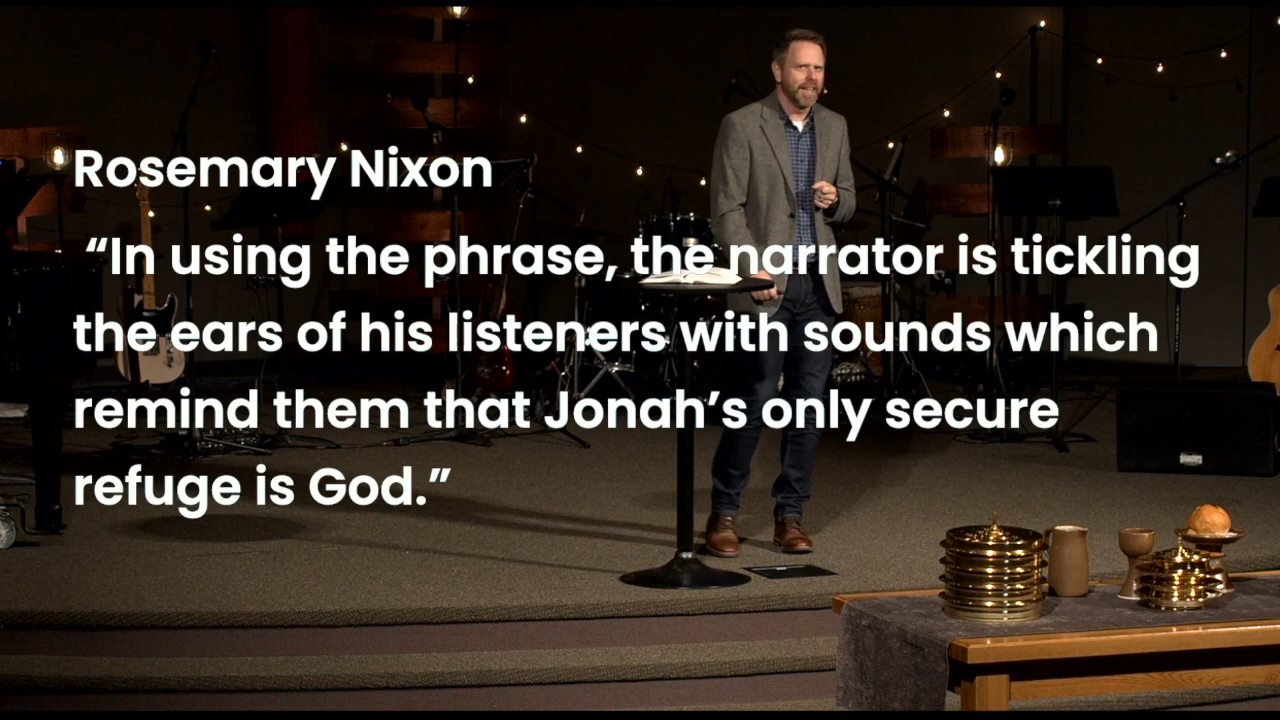 Rosemary Nixon
“In using the phrase, the narrator is tickling
the ears of his listeners with sounds which
remind them that Jonah’s only secure
refuge is God.”